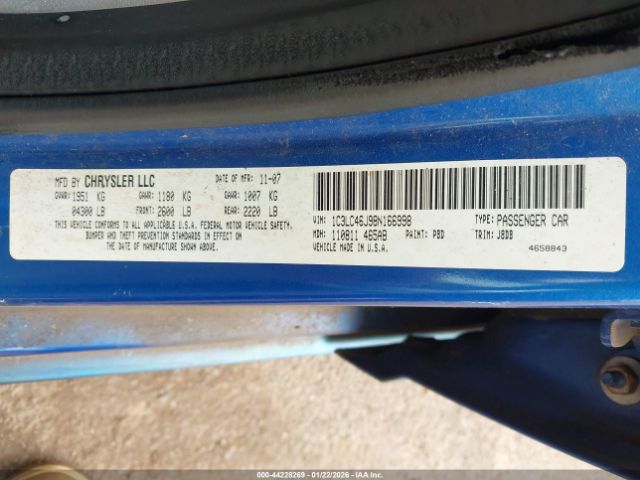 MFD BY CHRYSLER LLC DATE OF MFR: 11-07
GVWR: 1951 KG GAWR: 1180 KG GAWR: 1007 KG
04300 LB FRONT: 2600 LB REAR: 2220 LB
THIS VEHICLE CONFORMS TO ALL APPLICABLE U.S.A. FEDERAL MOTOR VEHICLE SAFETY,
BUMPER AND THEFT PREVENTION STANDARDS IN EFFECT ON
THE DATE OF MANUFACTURE SHOWN ABOVE.
VIN: 1C3LC46J98N166998 TYPE: PASSENGER CAR
MDH: 110811 465AB PAINT: PBD TRIM: J8DB
VEHICLE MADE IN U.S.A. 4658843
000-44228269 - 01/22/2026 - COPYRIGHT © IAA